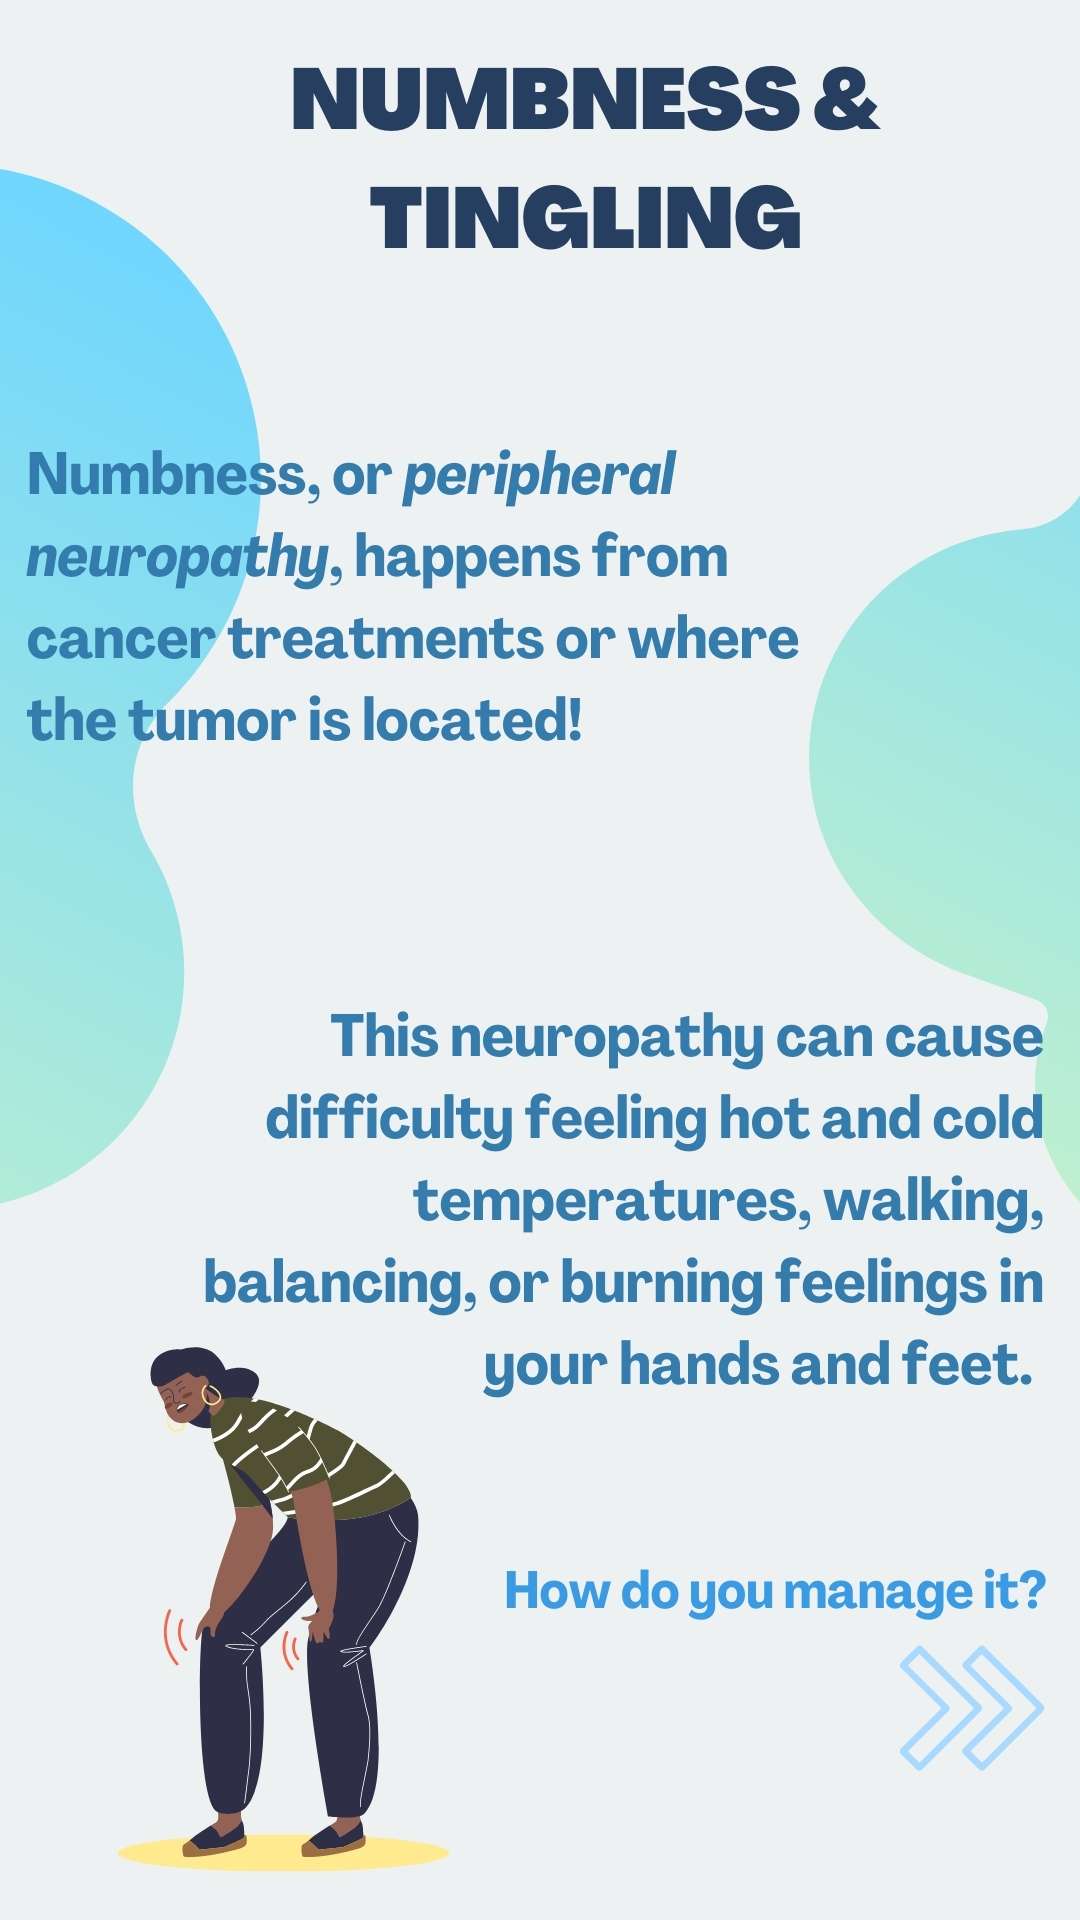 NUMBNESS &
TINGLING
Numbness, or peripheral
neuropathy, happens from
cancer treatments or where
the tumor is located!
This neuropathy can cause
difficulty feeling hot and cold
temperatures, walking,
balancing, or burning feelings in
your hands and feet.
How do you manage it?